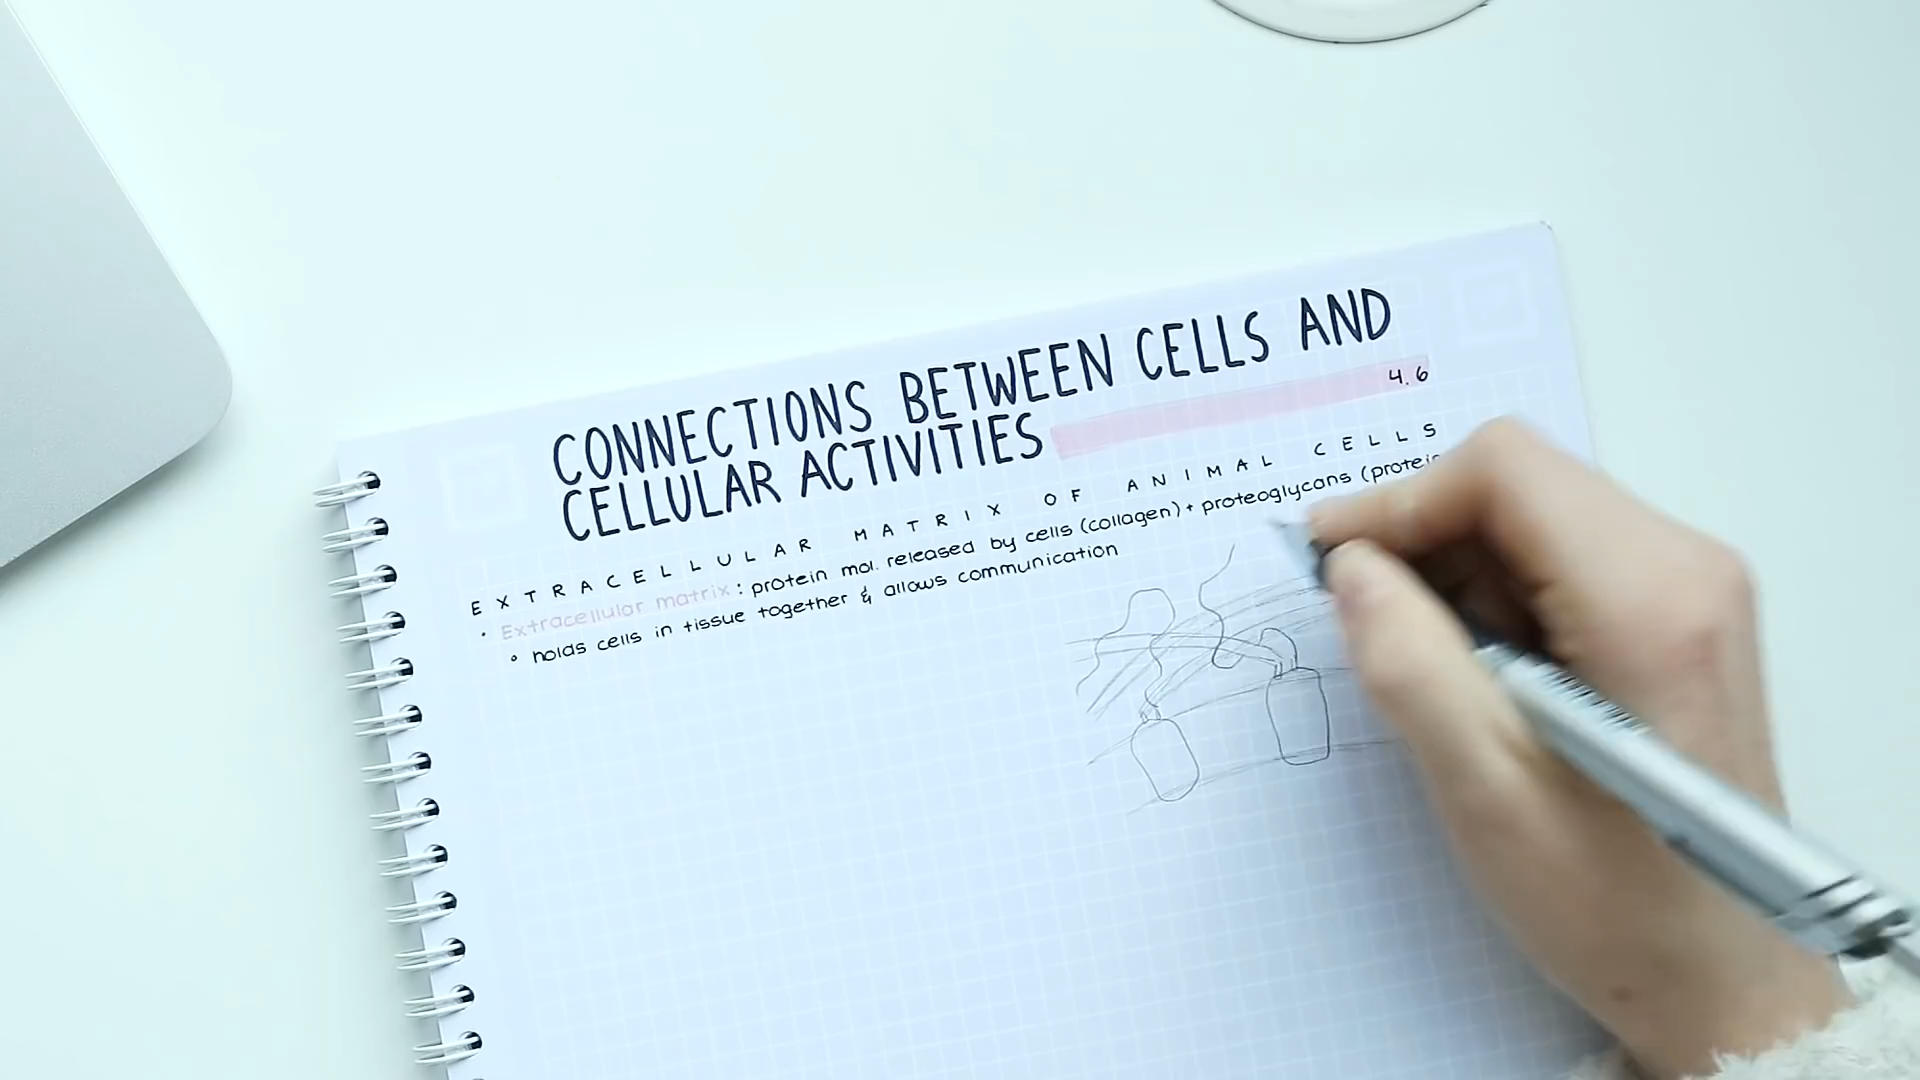 CONNECTIONS BETWEEN CELLS AND
CELLULAR ACTIVITIES
4.6
EXTRACELLULAR MATRIX OF ANIMAL CELLS
• Extracellular matrix: protein mol. released by cells (collagen) + proteoglycans (protein
∘ holds cells in tissue together & allows communication